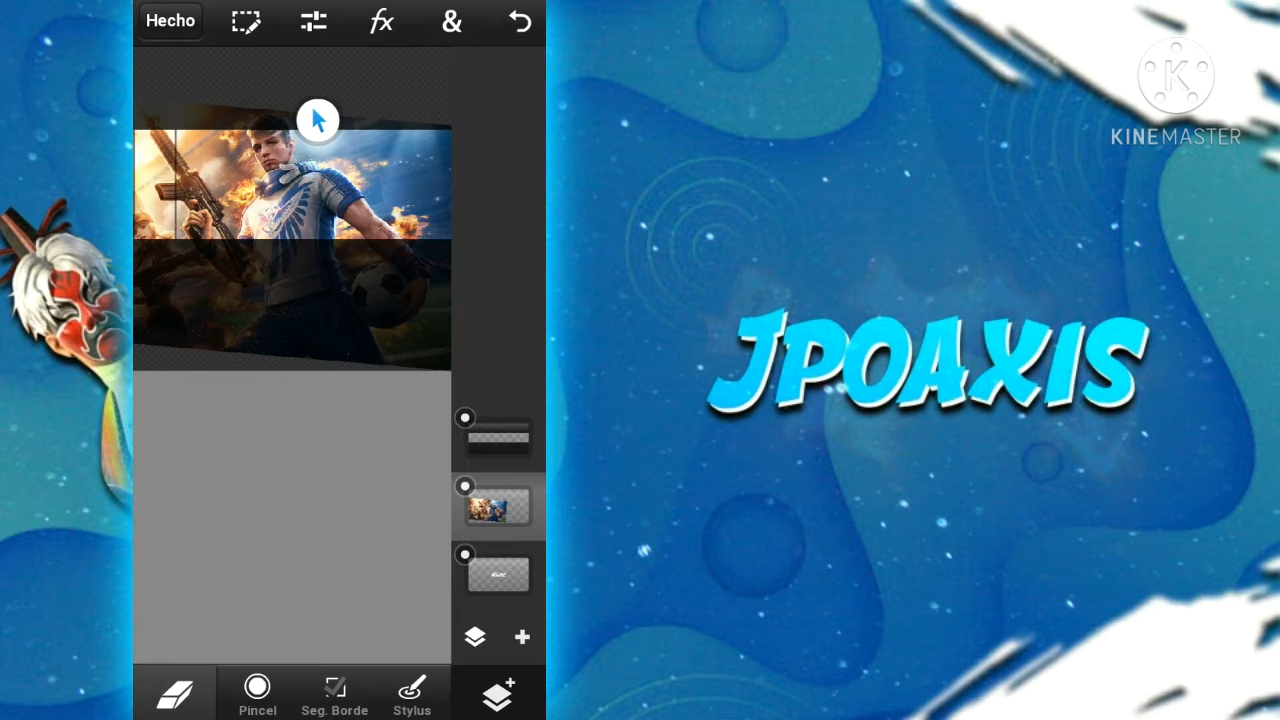 Hecho
fx
&
KINEMASTER
JPOAXIS
Pincel
Seg. Borde
Stylus